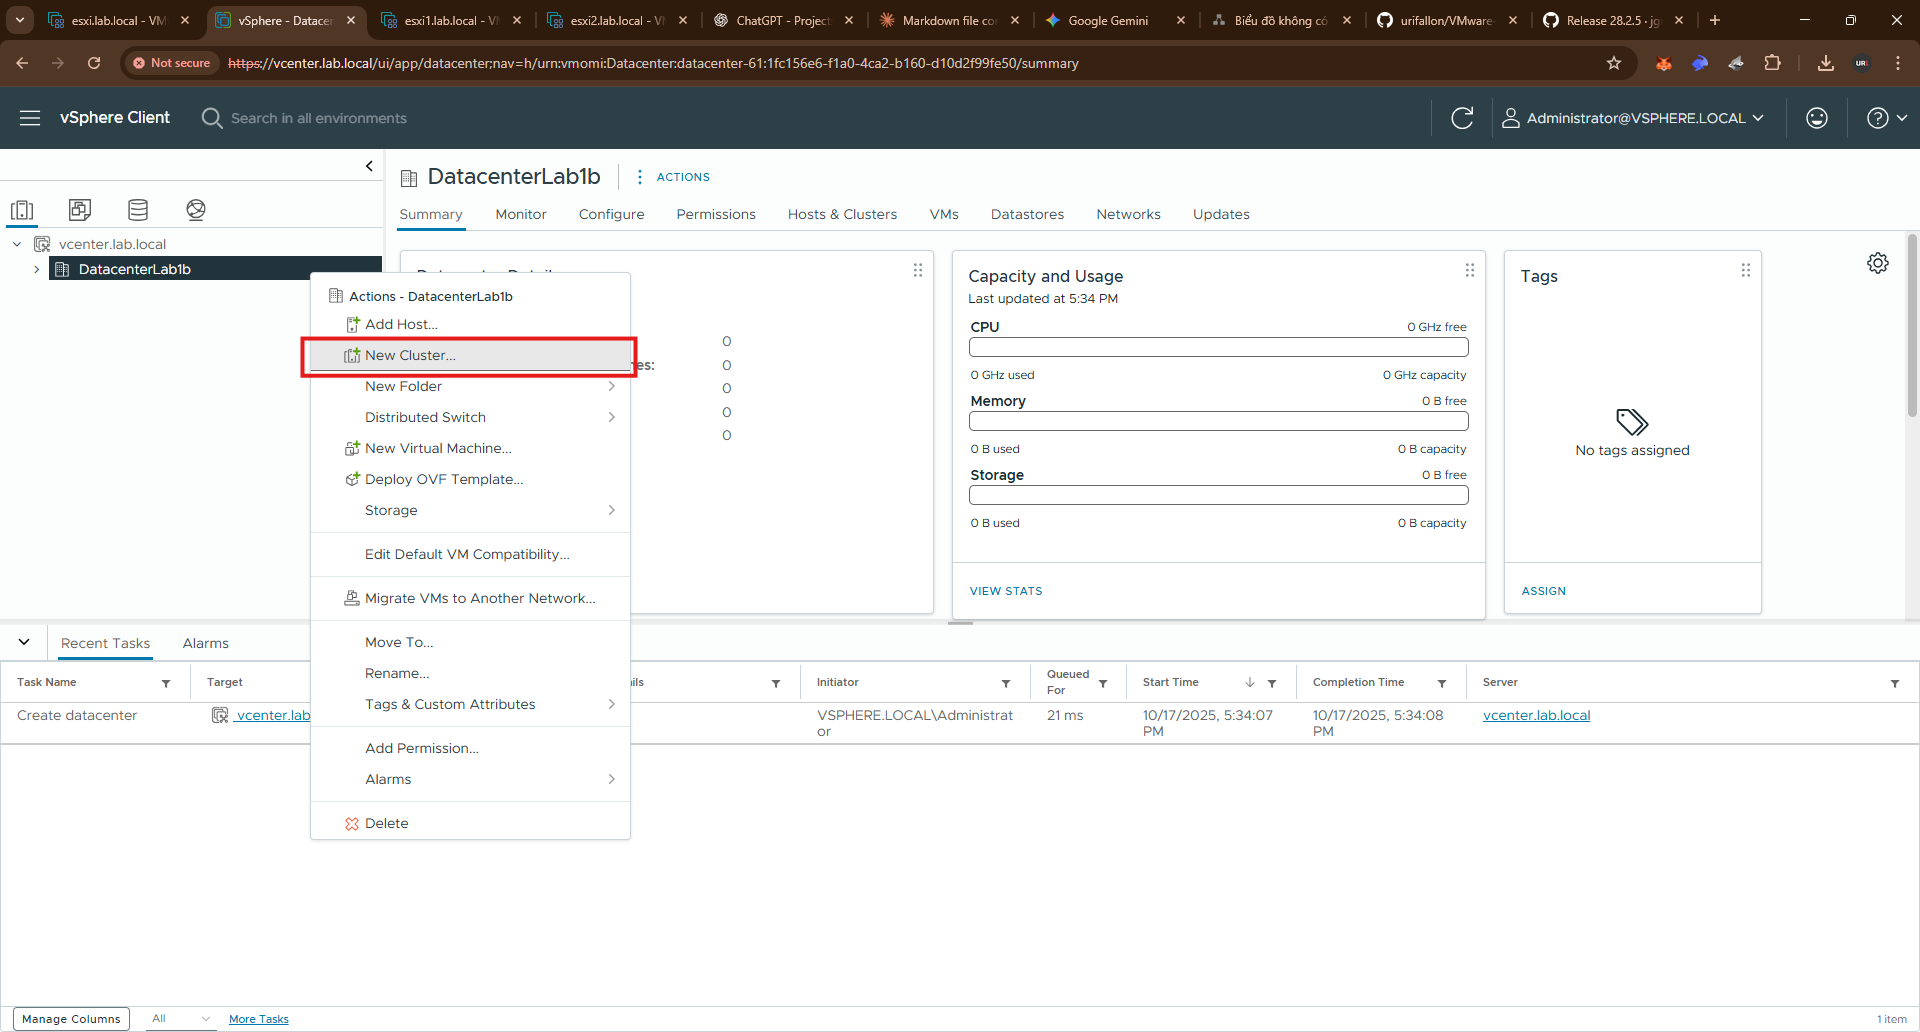 esxi.lab.local - VM
vSphere - Datacen
esxi1.lab.local - V
esxi2.lab.local - V
ChatGPT - Project
Markdown file co
Google Gemini
Biểu đồ không có
urifallon/VMware-
Release 28.2.5 · jg
Not secure
https://vcenter.lab.local/ui/app/datacenter;nav=h/urn:vmomi:Datacenter:datacenter-61:1fc156e6-f1a0-4ca2-b160-d10d2f99fe50/summary
vSphere Client
Search in all environments
Administrator@VSPHERE.LOCAL
DatacenterLab1b
ACTIONS
Summary
Monitor
Configure
Permissions
Hosts & Clusters
VMs
Datastores
Networks
Updates
vcenter.lab.local
DatacenterLab1b
Actions - DatacenterLab1b
Add Host...
New Cluster...
New Folder
Distributed Switch
New Virtual Machine...
Deploy OVF Template...
Storage
Edit Default VM Compatibility...
Migrate VMs to Another Network...
Move To...
Rename...
Tags & Custom Attributes
Add Permission...
Alarms
Delete
0
es: 0
0
0
0
Capacity and Usage
Last updated at 5:34 PM
CPU 0 GHz free
0 GHz used 0 GHz capacity
Memory 0 B free
0 B used 0 B capacity
Storage 0 B free
0 B used 0 B capacity
VIEW STATS
Tags
No tags assigned
ASSIGN
Recent Tasks
Alarms
Task Name
Target
ils
Initiator
Queued For
Start Time
Completion Time
Server
Create datacenter
vcenter.lab
VSPHERE.LOCAL\Administrat
or
21 ms
10/17/2025, 5:34:07
PM
10/17/2025, 5:34:08
PM
vcenter.lab.local
Manage Columns
All
More Tasks
1 item